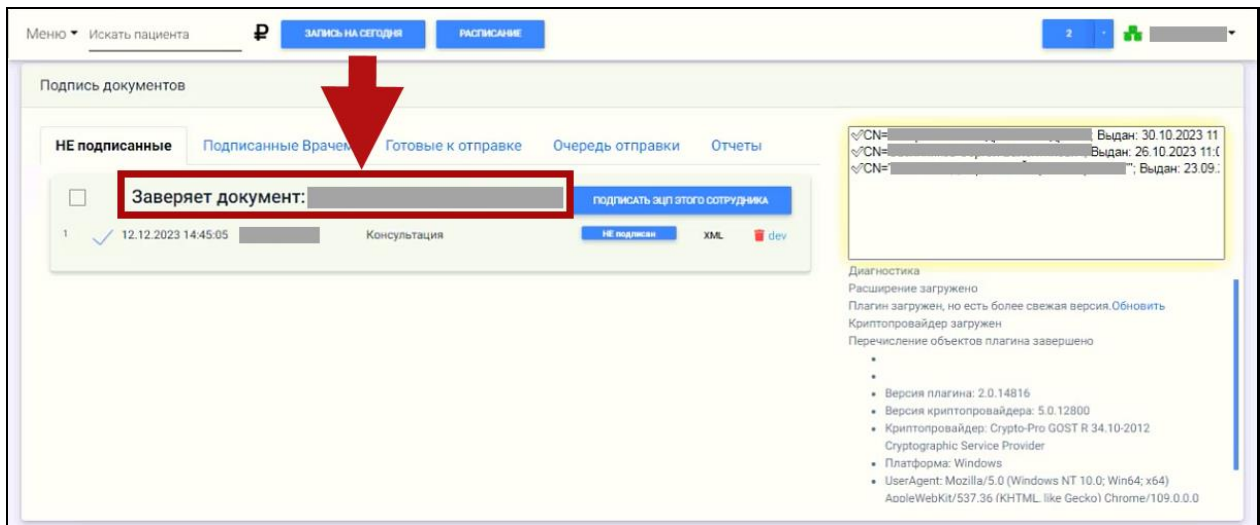 Меню Искать пациента ₽ ЗАПИСЬ НА СЕГОДНЯ РАСПИСАНИЕ 2
Подпись документов
НЕ подписанные Подписанные Врачем Готовые к отправке Очередь отправки Отчеты
Заверяет документ: ПОДПИСАТЬ ЭЦП ЭТОГО СОТРУДНИКА
1 12.12.2023 14:45:05 Консультация НЕ подписан XML dev
CN= Выдан: 30.10.2023 11
CN= Выдан: 26.10.2023 11:0
CN=" "; Выдан: 23.09.
Диагностика
Расширение загружено
Плагин загружен, но есть более свежая версия.Обновить
Криптопровайдер загружен
Перечисление объектов плагина завершено
Версия плагина: 2.0.14816
Версия криптопровайдера: 5.0.12800
Криптопровайдер: Crypto-Pro GOST R 34.10-2012
Cryptographic Service Provider
Платформа: Windows
UserAgent: Mozilla/5.0 (Windows NT 10.0; Win64; x64)
AppleWebKit/537.36 (KHTML, like Gecko) Chrome/109.0.0.0